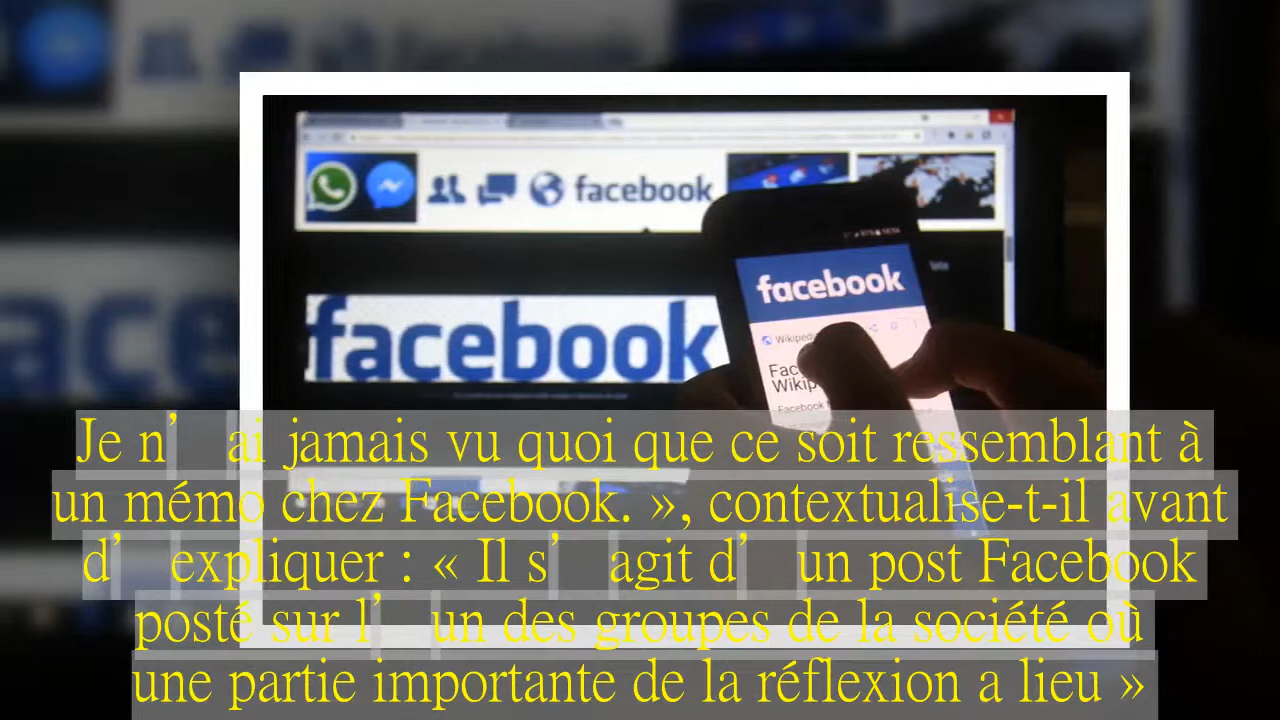 facebook
facebook
facebook
Je n’ai jamais vu quoi que ce soit ressemblant à
un mémo chez Facebook. », contextualise-t-il avant
d’expliquer : « Il s’agit d’un post Facebook
posté sur l’un des groupes de la société où
une partie importante de la réflexion a lieu »